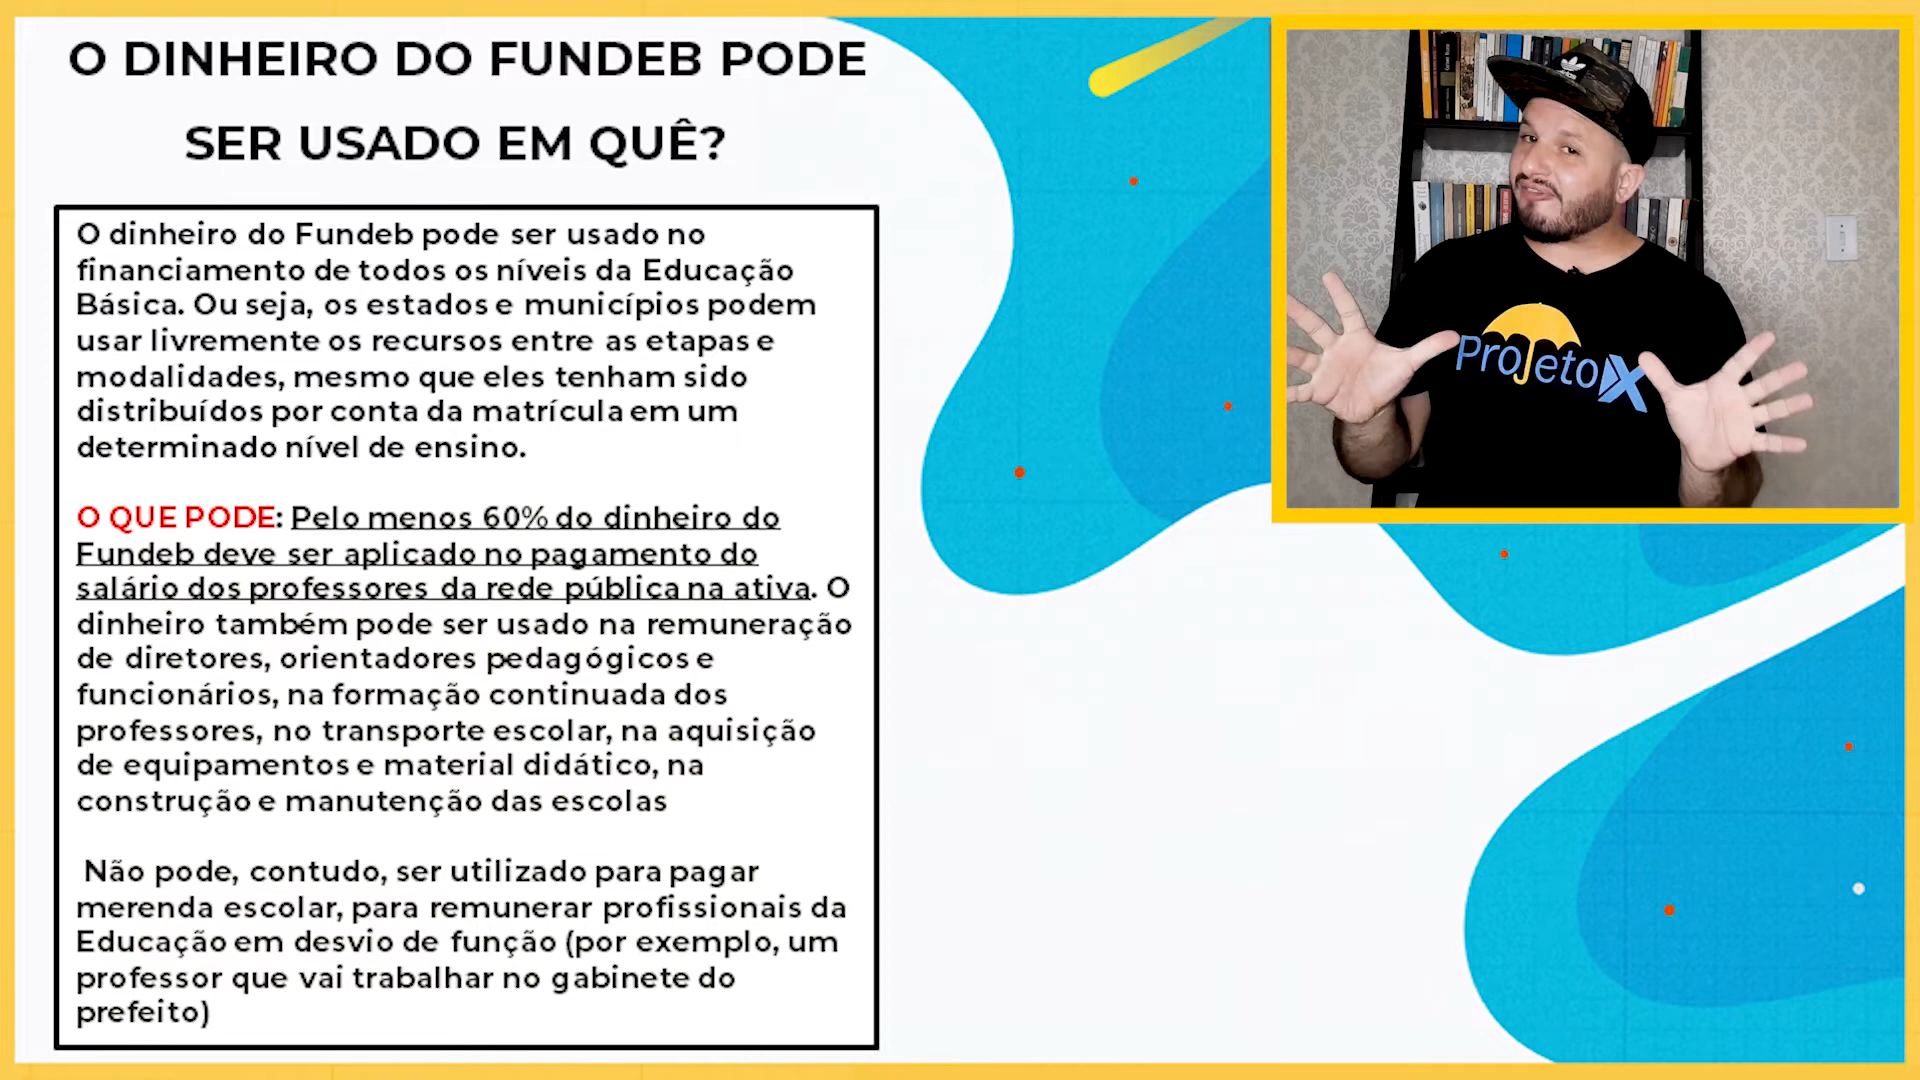 O DINHEIRO DO FUNDEB PODE
SER USADO EM QUÊ?
O dinheiro do Fundeb pode ser usado no
financiamento de todos os níveis da Educação
Básica. Ou seja, os estados e municípios podem
usar livremente os recursos entre as etapas e
modalidades, mesmo que eles tenham sido
distribuídos por conta da matrícula em um
determinado nível de ensino.
O QUE PODE: Pelo menos 60% do dinheiro do
Fundeb deve ser aplicado no pagamento do
salário dos professores da rede pública na ativa. O
dinheiro também pode ser usado na remuneração
de diretores, orientadores pedagógicos e
funcionários, na formação continuada dos
professores, no transporte escolar, na aquisição
de equipamentos e material didático, na
construção e manutenção das escolas
Não pode, contudo, ser utilizado para pagar
merenda escolar, para remunerar profissionais da
Educação em desvio de função (por exemplo, um
professor que vai trabalhar no gabinete do
prefeito)
adidas
ProJeto X